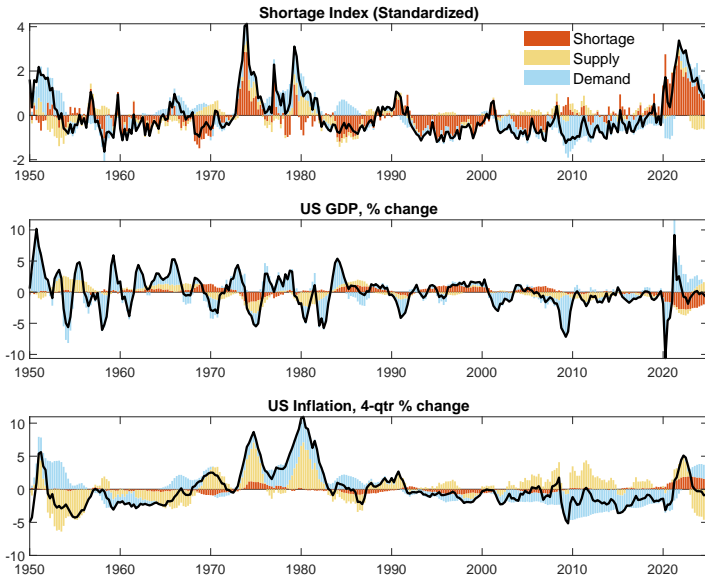 Shortage Index (Standardized)
Shortage
Supply
Demand
4
2
0
-2
1950 1960 1970 1980 1990 2000 2010 2020
US GDP, % change
10
5
0
-5
-10
1950 1960 1970 1980 1990 2000 2010 2020
US Inflation, 4-qtr % change
10
5
0
-5
-10
1950 1960 1970 1980 1990 2000 2010 2020